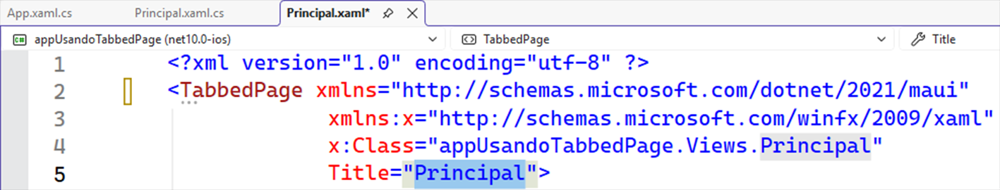 App.xaml.cs Principal.xaml.cs Principal.xaml*
appUsandoTabbedPage (net10.0-ios) TabbedPage Title
1 <?xml version="1.0" encoding="utf-8" ?>
2 <TabbedPage xmlns="http://schemas.microsoft.com/dotnet/2021/maui"
3 xmlns:x="http://schemas.microsoft.com/winfx/2009/xaml"
4 x:Class="appUsandoTabbedPage.Views.Principal"
5 Title="Principal">